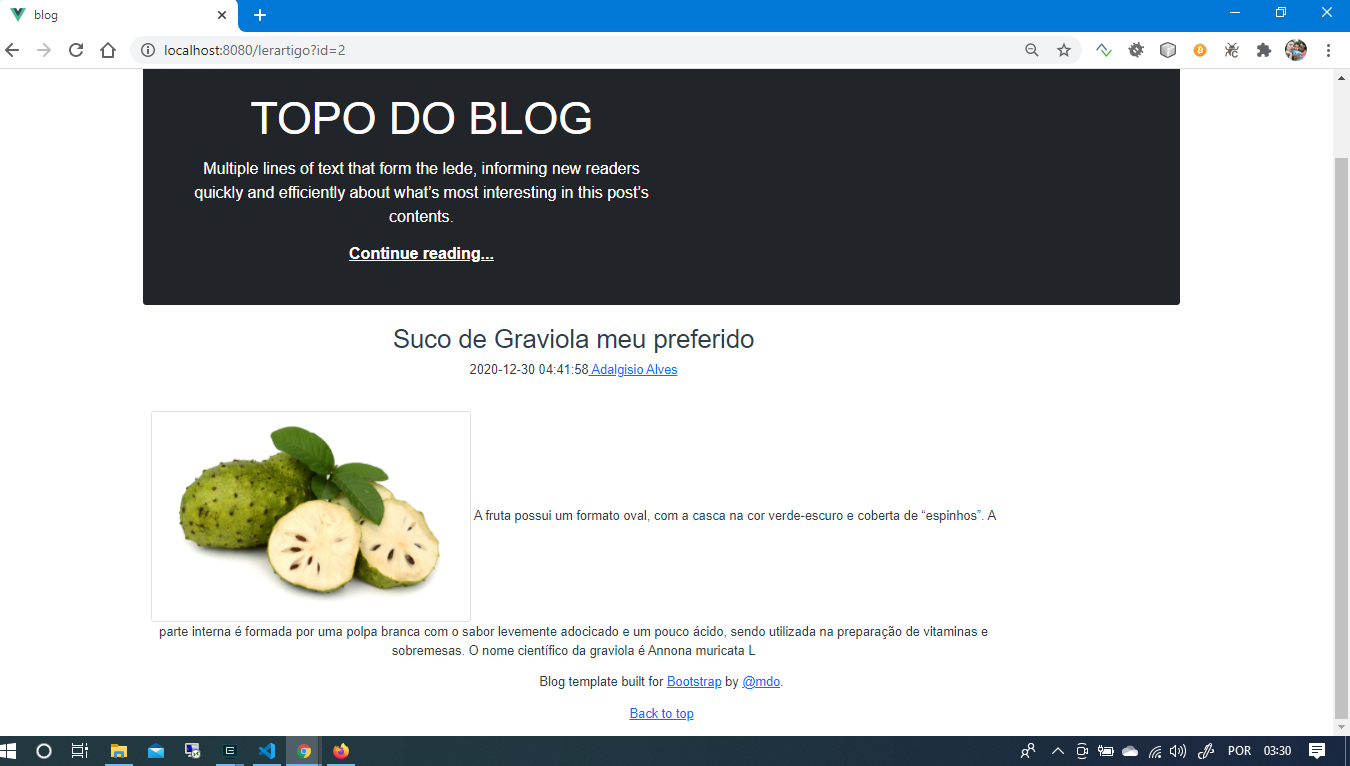 blog
localhost:8080/lerartigo?id=2
TOPO DO BLOG
Multiple lines of text that form the lede, informing new readers
quickly and efficiently about what’s most interesting in this post’s
contents.
Continue reading...
Suco de Graviola meu preferido
2020-12-30 04:41:58 Adalgisio Alves
A fruta possui um formato oval, com a casca na cor verde-escuro e coberta de “espinhos”. A
parte interna é formada por uma polpa branca com o sabor levemente adocicado e um pouco ácido, sendo utilizada na preparação de vitaminas e
sobremesas. O nome científico da graviola é Annona muricata L
Blog template built for Bootstrap by @mdo.
Back to top
POR
03:30